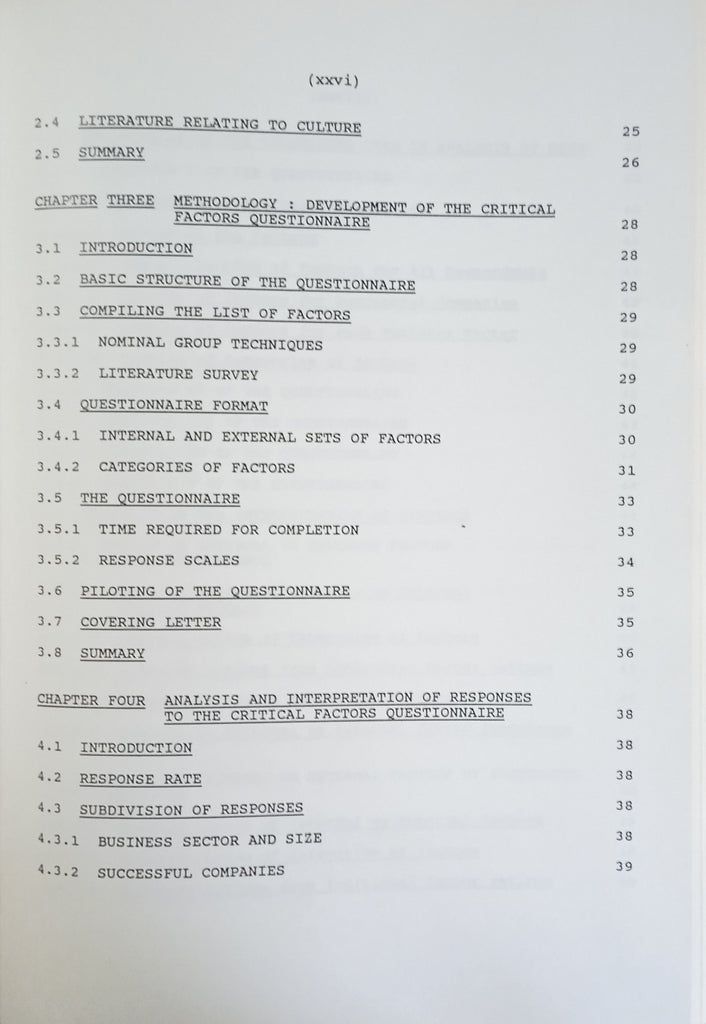 (xxvi)
2.4 LITERATURE RELATING TO CULTURE 25
2.5 SUMMARY 26
CHAPTER THREE METHODOLOGY : DEVELOPMENT OF THE CRITICAL
FACTORS QUESTIONNAIRE 28
3.1 INTRODUCTION 28
3.2 BASIC STRUCTURE OF THE QUESTIONNAIRE 28
3.3 COMPILING THE LIST OF FACTORS 29
3.3.1 NOMINAL GROUP TECHNIQUES 29
3.3.2 LITERATURE SURVEY 29
3.4 QUESTIONNAIRE FORMAT 30
3.4.1 INTERNAL AND EXTERNAL SETS OF FACTORS 30
3.4.2 CATEGORIES OF FACTORS 31
3.5 THE QUESTIONNAIRE 33
3.5.1 TIME REQUIRED FOR COMPLETION 33
3.5.2 RESPONSE SCALES 34
3.6 PILOTING OF THE QUESTIONNAIRE 35
3.7 COVERING LETTER 35
3.8 SUMMARY 36
CHAPTER FOUR ANALYSIS AND INTERPRETATION OF RESPONSES
TO THE CRITICAL FACTORS QUESTIONNAIRE 38
4.1 INTRODUCTION 38
4.2 RESPONSE RATE 38
4.3 SUBDIVISION OF RESPONSES 38
4.3.1 BUSINESS SECTOR AND SIZE 38
4.3.2 SUCCESSFUL COMPANIES 39